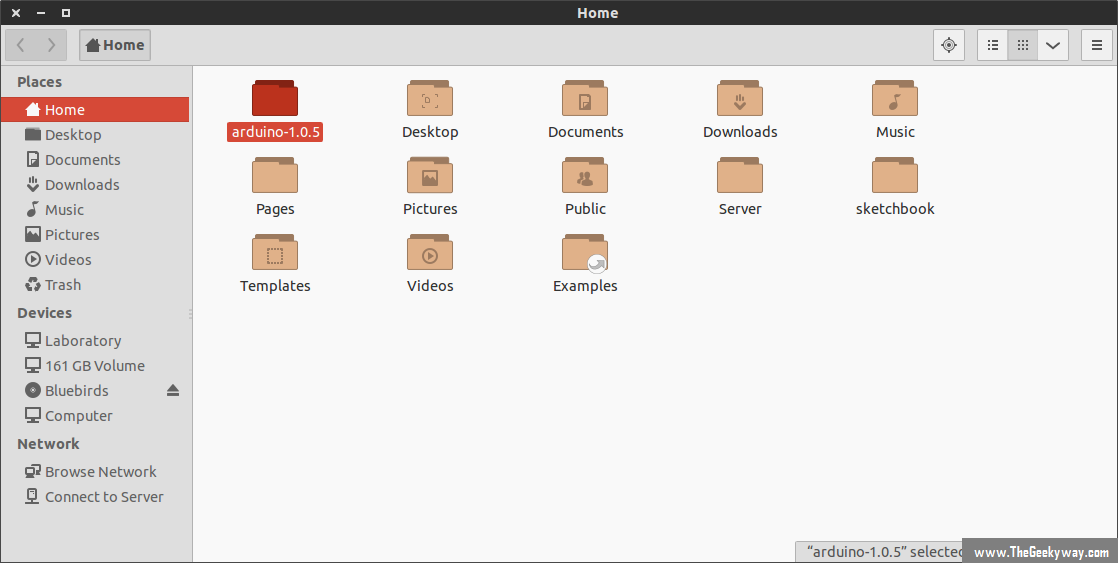 Home
Home
Places
Home
Desktop
Documents
Downloads
Music
Pictures
Videos
Trash
Devices
Laboratory
161 GB Volume
Bluebirds
Computer
Network
Browse Network
Connect to Server
arduino-1.0.5 Desktop Documents Downloads Music
Pages Pictures Public Server sketchbook
Templates Videos Examples
“arduino-1.0.5” selected
www.TheGeekyway.com